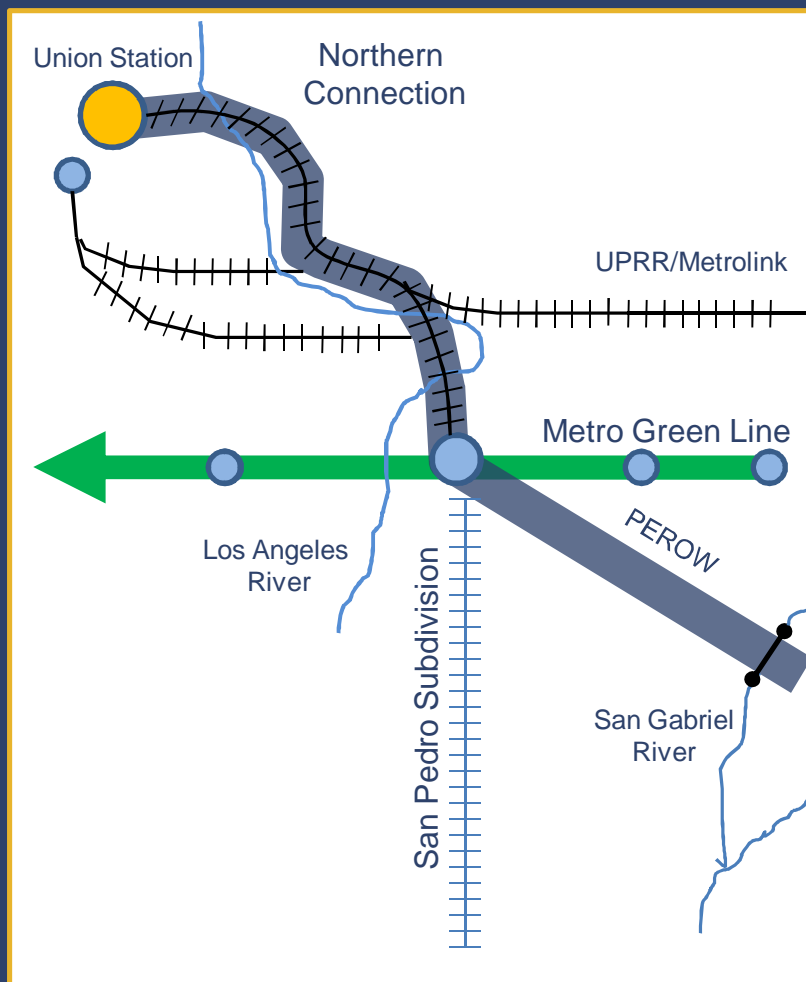 Union Station
Northern
Connection
UPRR/Metrolink
Metro Green Line
PEROW
Los Angeles
River
San Pedro Subdivision
San Gabriel
River